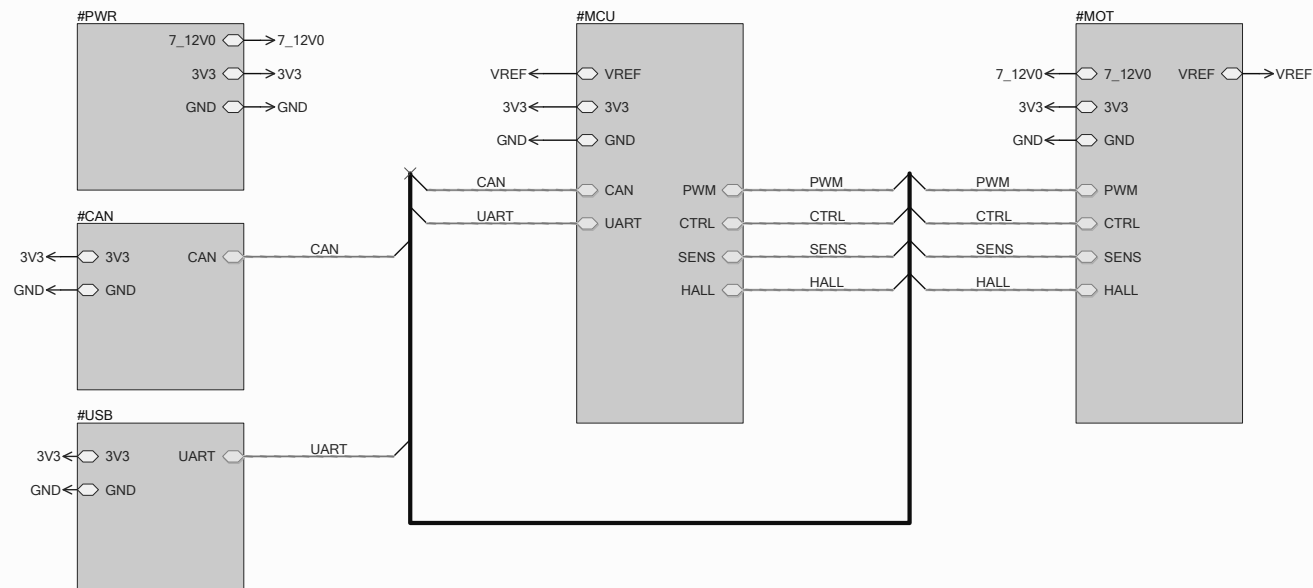 #PWR
7_12V0 7_12V0
3V3 3V3
GND GND
#CAN
3V3 3V3 CAN CAN
GND GND
#USB
3V3 3V3 UART UART
GND GND
#MCU
VREF VREF
3V3 3V3
GND GND
CAN CAN PWM PWM
UART UART CTRL CTRL
SENS SENS
HALL HALL
#MOT
7_12V0 7_12V0 VREF VREF
3V3 3V3
GND GND
PWM PWM
CTRL CTRL
SENS SENS
HALL HALL